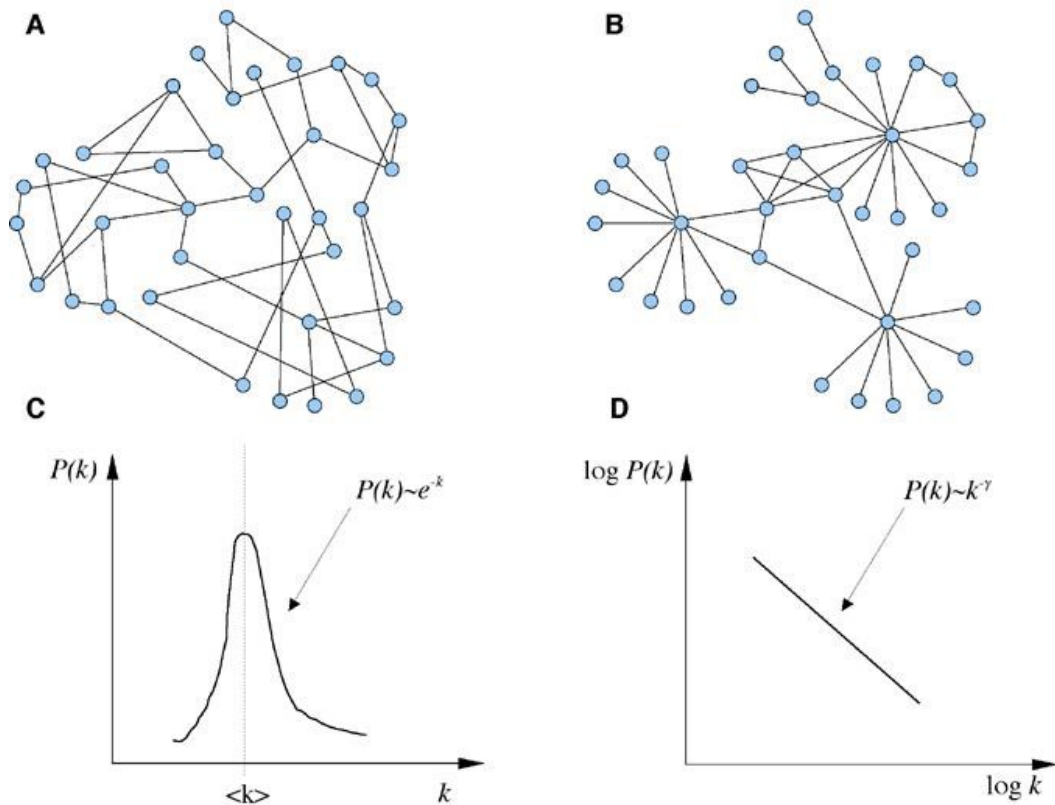 A
B
C
D
P(k)
P(k)~e^{-k}
<k>
k
log P(k)
P(k)~k^{-γ}
log k